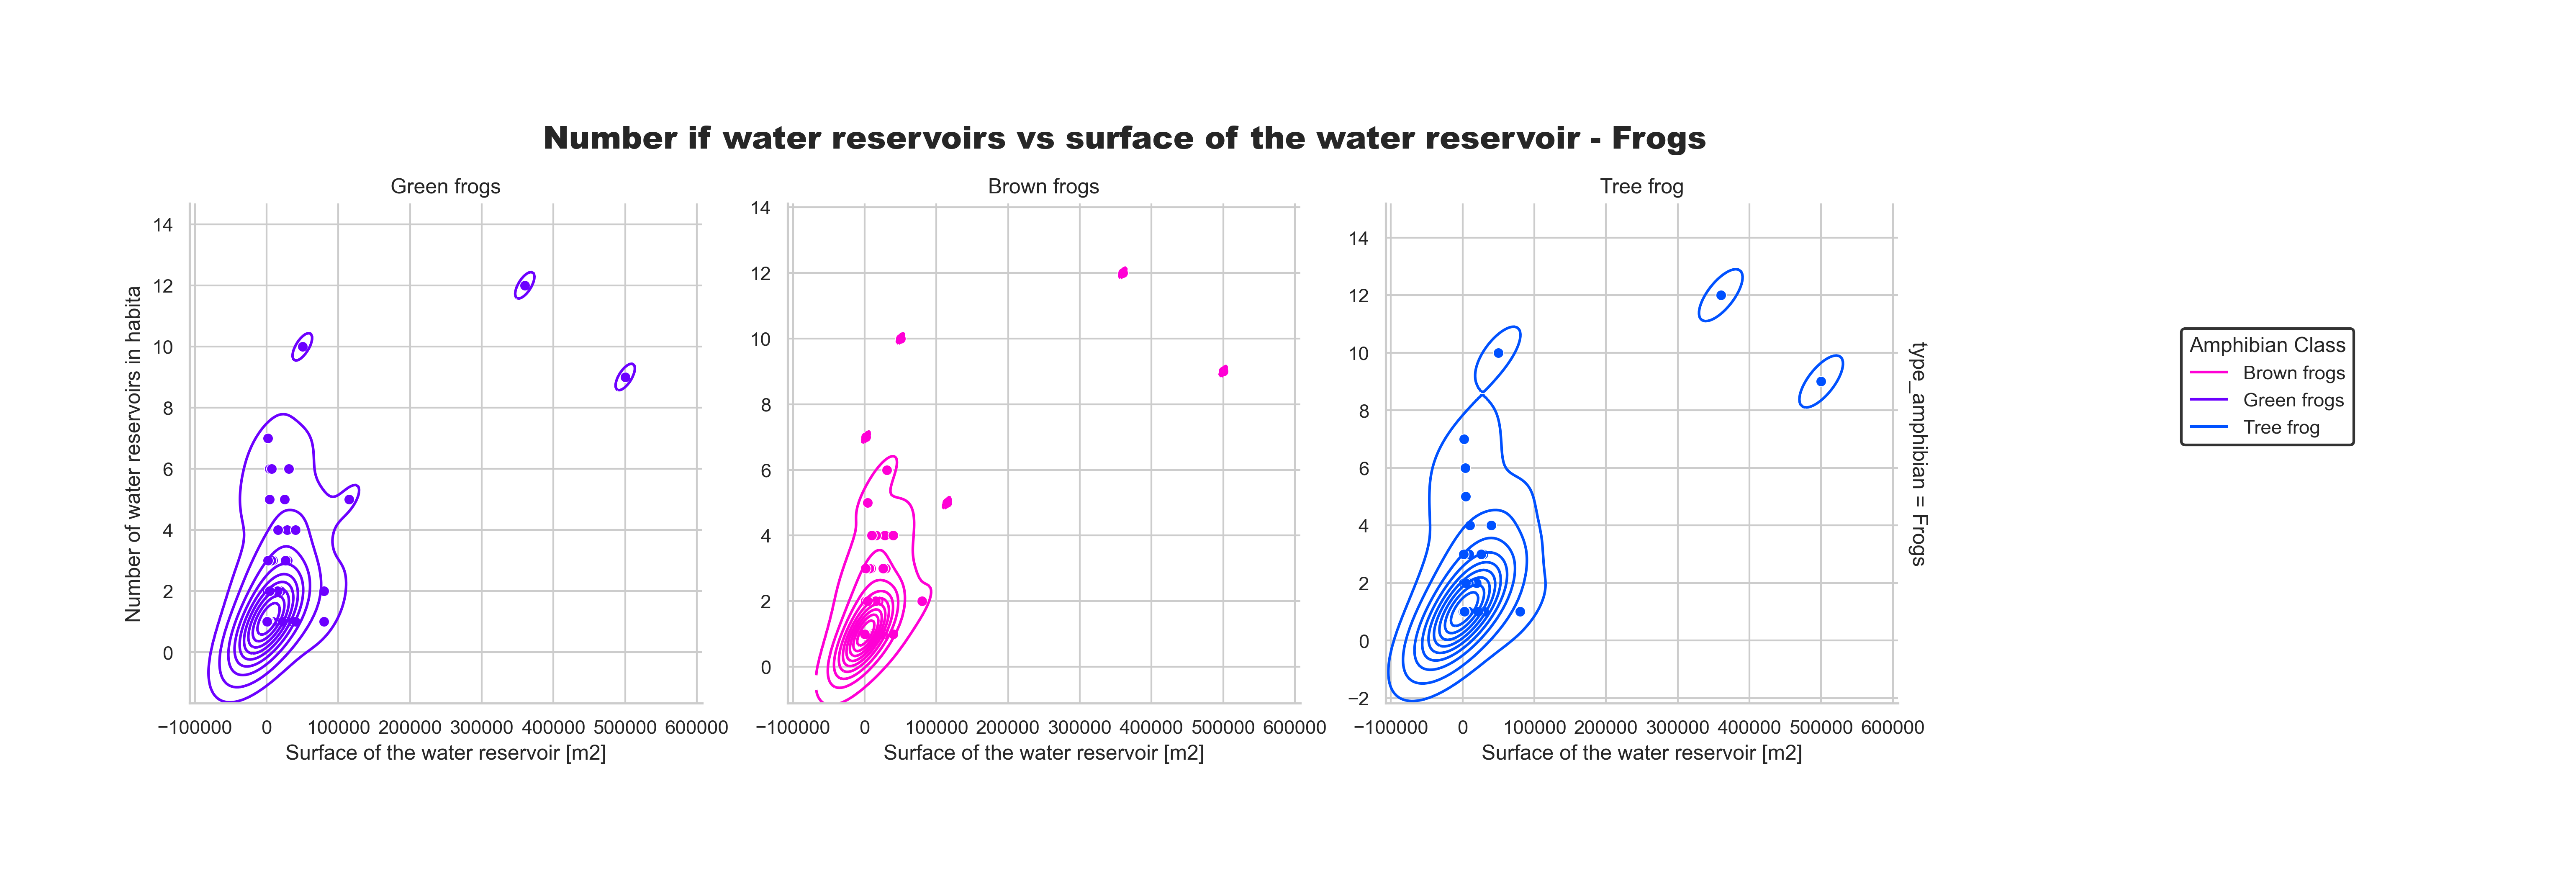 Number if water reservoirs vs surface of the water reservoir - Frogs
Green frogs
Number of water reservoirs in habita
14
12
10
8
6
4
2
0
−100000 0 100000 200000 300000 400000 500000 600000
Surface of the water reservoir [m2]
Brown frogs
14
12
10
8
6
4
2
0
−100000 0 100000 200000 300000 400000 500000 600000
Surface of the water reservoir [m2]
Tree frog
14
12
10
8
6
4
2
0
−2
−100000 0 100000 200000 300000 400000 500000 600000
Surface of the water reservoir [m2]
type_amphibian = Frogs
Amphibian Class
Brown frogs
Green frogs
Tree frog